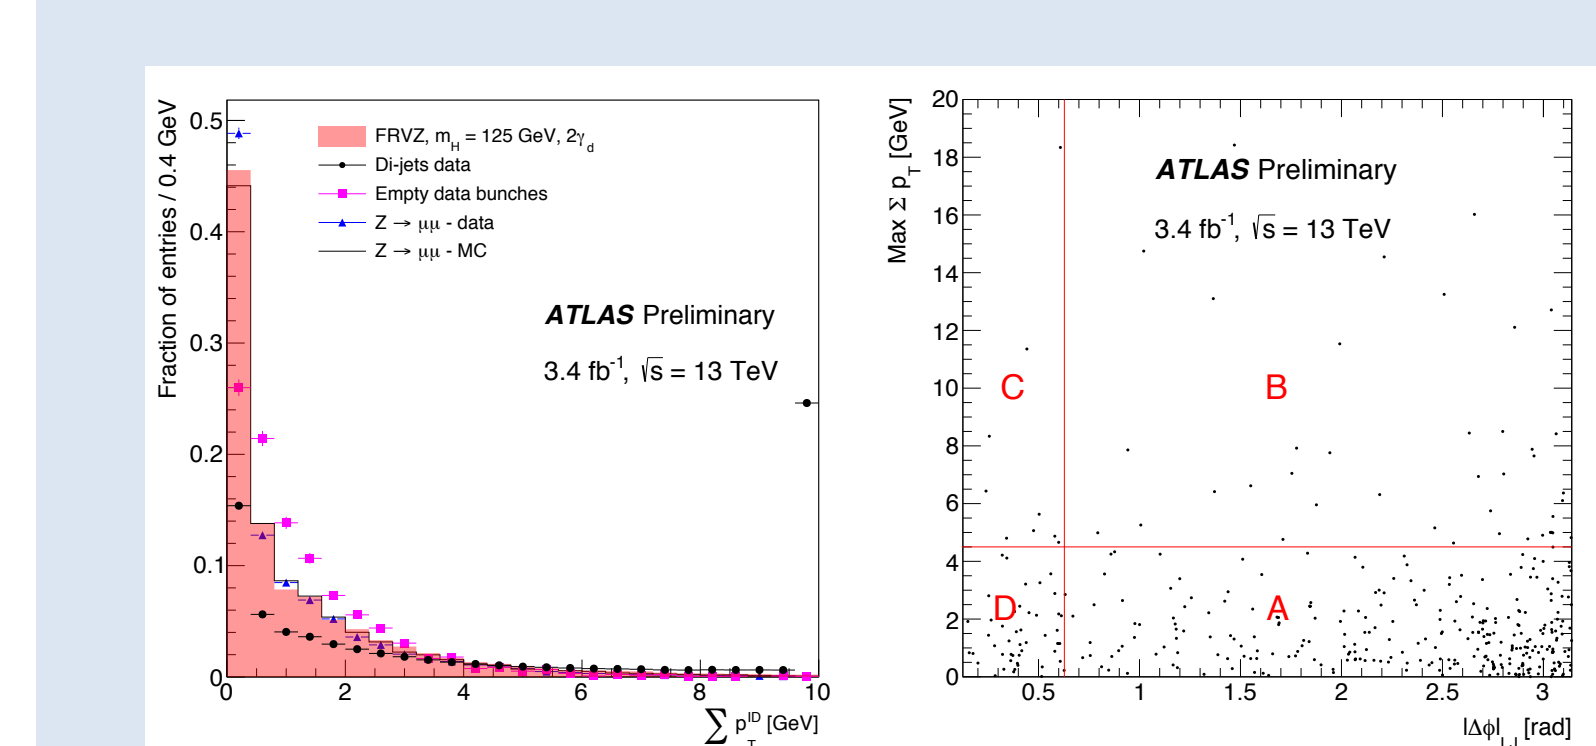 Fraction of entries / 0.4 GeV
0.5
0.4
0.3
0.2
0.1
0
FRVZ, m_H = 125 GeV, 2γ_d
Di-jets data
Empty data bunches
Z → μμ - data
Z → μμ - MC
ATLAS Preliminary
3.4 fb⁻¹, √s = 13 TeV
0 2 4 6 8 10
∑ p_T^ID [GeV]
Max Σ p_T [GeV]
20
18
16
14
12
10
8
6
4
2
0
ATLAS Preliminary
3.4 fb⁻¹, √s = 13 TeV
C B
D A
0.5 1 1.5 2 2.5 3
|Δϕ|_LJ [rad]